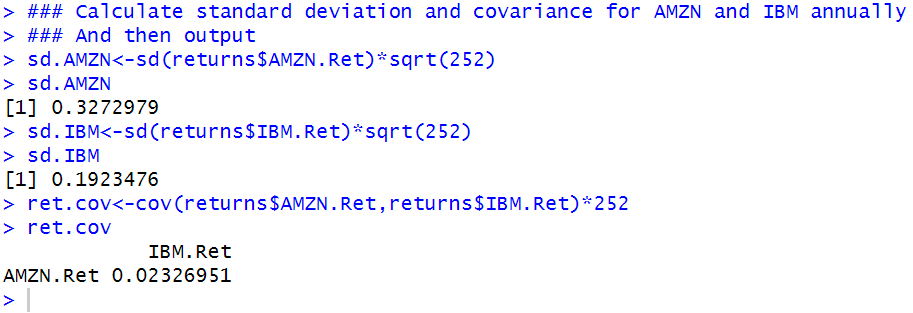 > ### Calculate standard deviation and covariance for AMZN and IBM annually
> ### And then output
> sd.AMZN<-sd(returns$AMZN.Ret)*sqrt(252)
> sd.AMZN
[1] 0.3272979
> sd.IBM<-sd(returns$IBM.Ret)*sqrt(252)
> sd.IBM
[1] 0.1923476
> ret.cov<-cov(returns$AMZN.Ret,returns$IBM.Ret)*252
> ret.cov
            IBM.Ret
AMZN.Ret 0.02326951
>